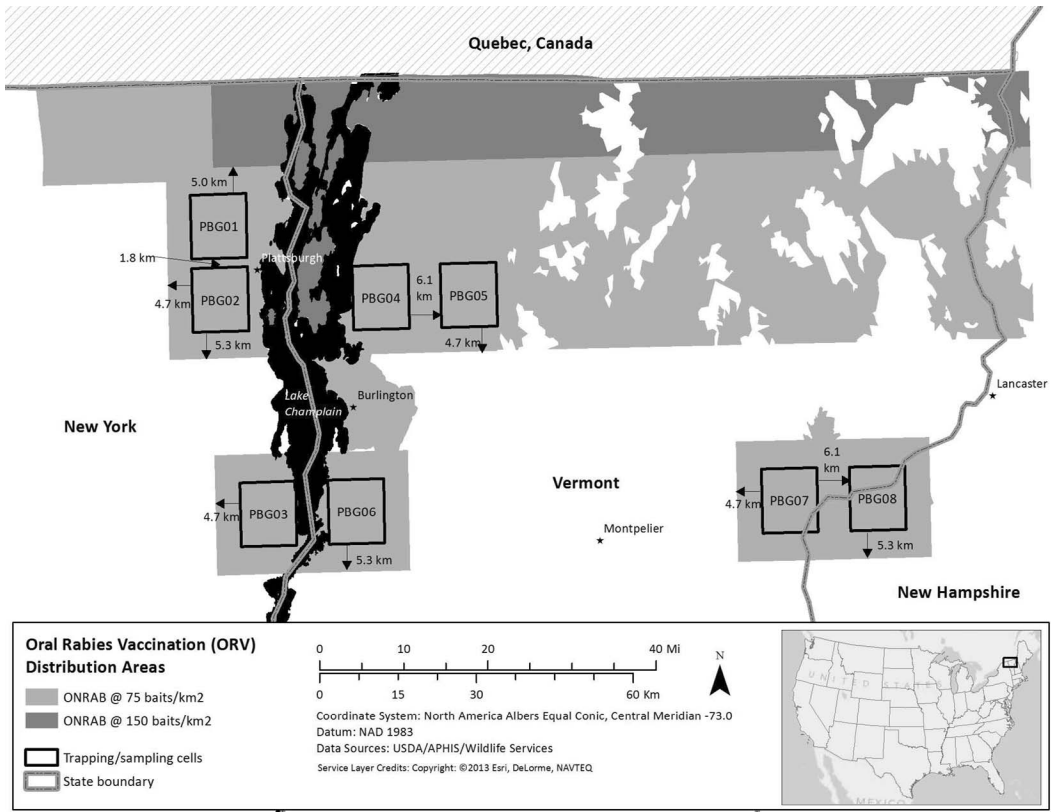 Quebec, Canada
5.0 km
PBG01
1.8 km
Plattsburgh
PBG02
4.7 km
5.3 km
PBG04
6.1
km
PBG05
4.7 km
Lake
Champlain
Burlington
New York
Lancaster
Vermont
Montpelier
PBG03
4.7 km
PBG06
5.3 km
6.1
km
PBG07
4.7 km
PBG08
5.3 km
New Hampshire
Oral Rabies Vaccination (ORV)
Distribution Areas
ONRAB @ 75 baits/km2
ONRAB @ 150 baits/km2
Trapping/sampling cells
State boundary
0 10 20 40 Mi
0 15 30 60 Km
N
Coordinate System: North America Albers Equal Conic, Central Meridian -73.0
Datum: NAD 1983
Data Sources: USDA/APHIS/Wildlife Services
Service Layer Credits: Copyright: ©2013 Esri, DeLorme, NAVTEQ
UNITED STATES
MEXICO